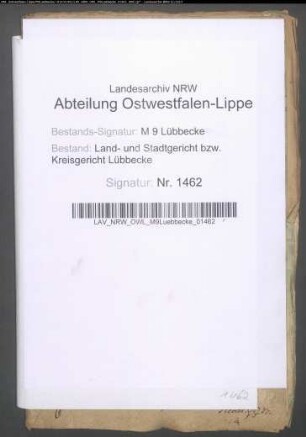 Landesarchiv NRW
Abteilung Ostwestfalen-Lippe
Bestands-Signatur: M 9 Lübbecke
Bestand: Land- und Stadtgericht bzw.
Kreisgericht Lübbecke
Signatur: Nr. 1462
LAV_NRW_OWL_M9Luebbecke_01462
1462